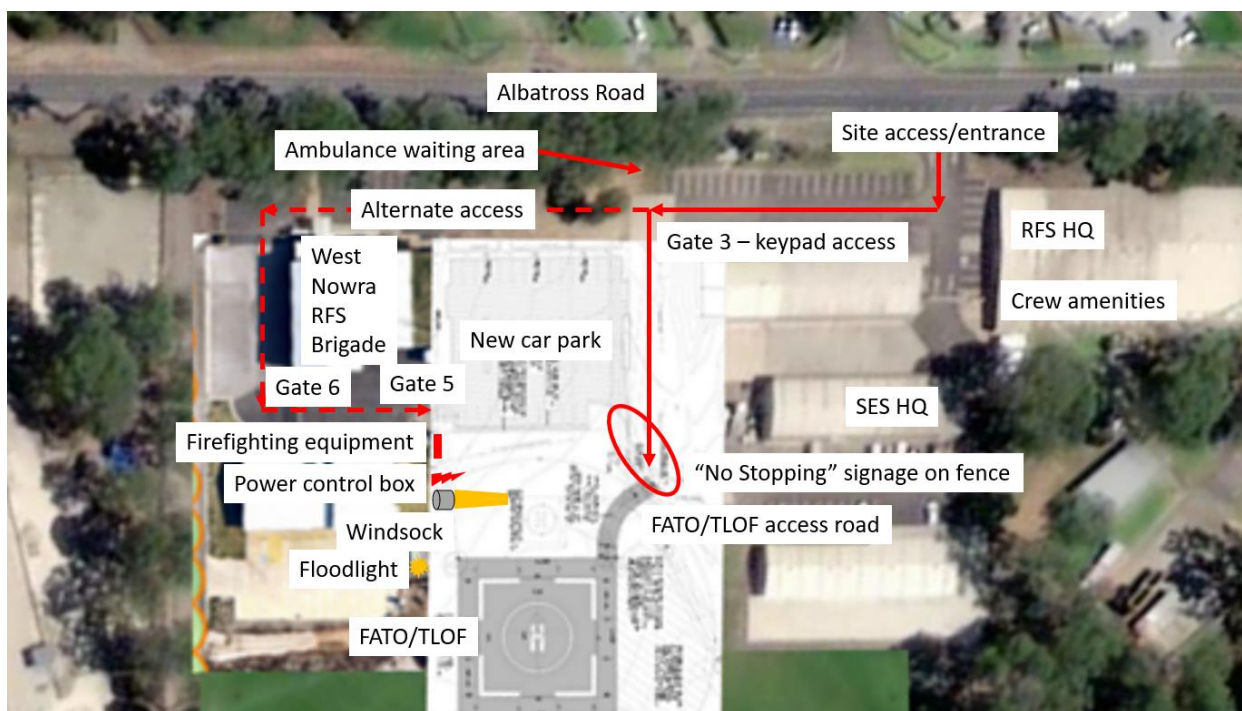 Albatross Road
Site access/entrance
Ambulance waiting area
Alternate access
Gate 3 – keypad access
RFS HQ
West
Nowra
RFS
Brigade
Crew amenities
New car park
Gate 6
Gate 5
SES HQ
Firefighting equipment
Power control box
“No Stopping” signage on fence
FATO/TLOF access road
Windsock
Floodlight
FATO/TLOF
H